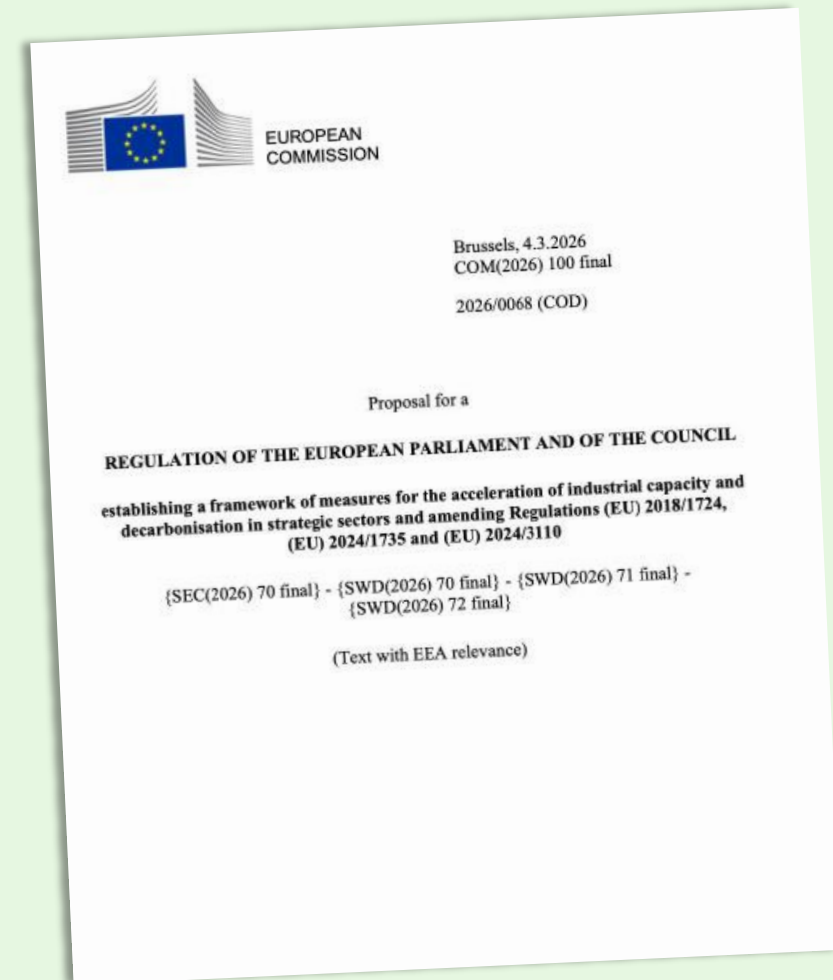 EUROPEAN
COMMISSION
Brussels, 4.3.2026
COM(2026) 100 final
2026/0068 (COD)
Proposal for a
REGULATION OF THE EUROPEAN PARLIAMENT AND OF THE COUNCIL
establishing a framework of measures for the acceleration of industrial capacity and
decarbonisation in strategic sectors and amending Regulations (EU) 2018/1724,
(EU) 2024/1735 and (EU) 2024/3110
{SEC(2026) 70 final} - {SWD(2026) 70 final} - {SWD(2026) 71 final} -
{SWD(2026) 72 final}
(Text with EEA relevance)